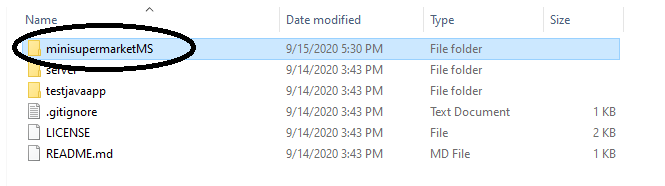 Name Date modified Type Size
minisupermarketMS 9/15/2020 5:30 PM File folder
server 9/14/2020 3:43 PM File folder
testjavaapp 9/14/2020 3:43 PM File folder
.gitignore 9/14/2020 3:43 PM Text Document 1 KB
LICENSE 9/14/2020 3:43 PM File 2 KB
README.md 9/14/2020 3:43 PM MD File 1 KB